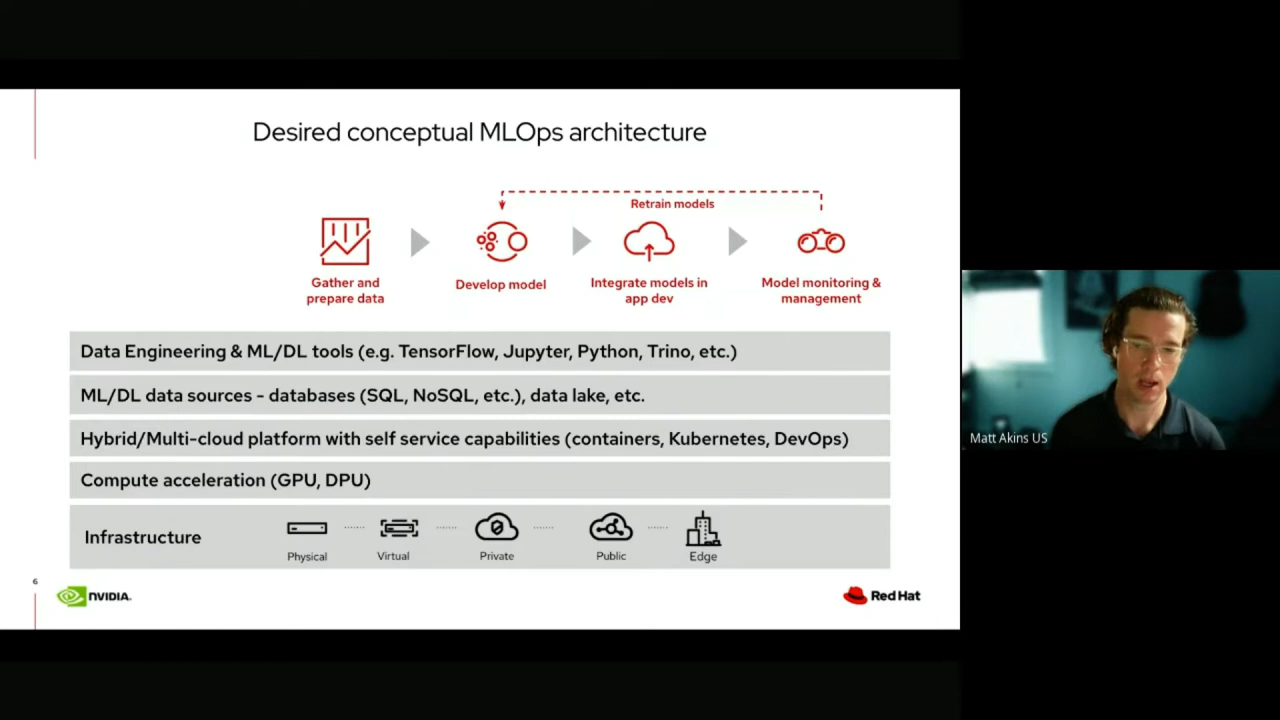 Desired conceptual MLOps architecture
Retrain models
Gather and
prepare data
Develop model
Integrate models in
app dev
Model monitoring &
management
Data Engineering & ML/DL tools (e.g. TensorFlow, Jupyter, Python, Trino, etc.)
ML/DL data sources - databases (SQL, NoSQL, etc.), data lake, etc.
Hybrid/Multi-cloud platform with self service capabilities (containers, Kubernetes, DevOps)
Compute acceleration (GPU, DPU)
Infrastructure
Physical
Virtual
Private
Public
Edge
6
NVIDIA.
Red Hat
Matt Akins US